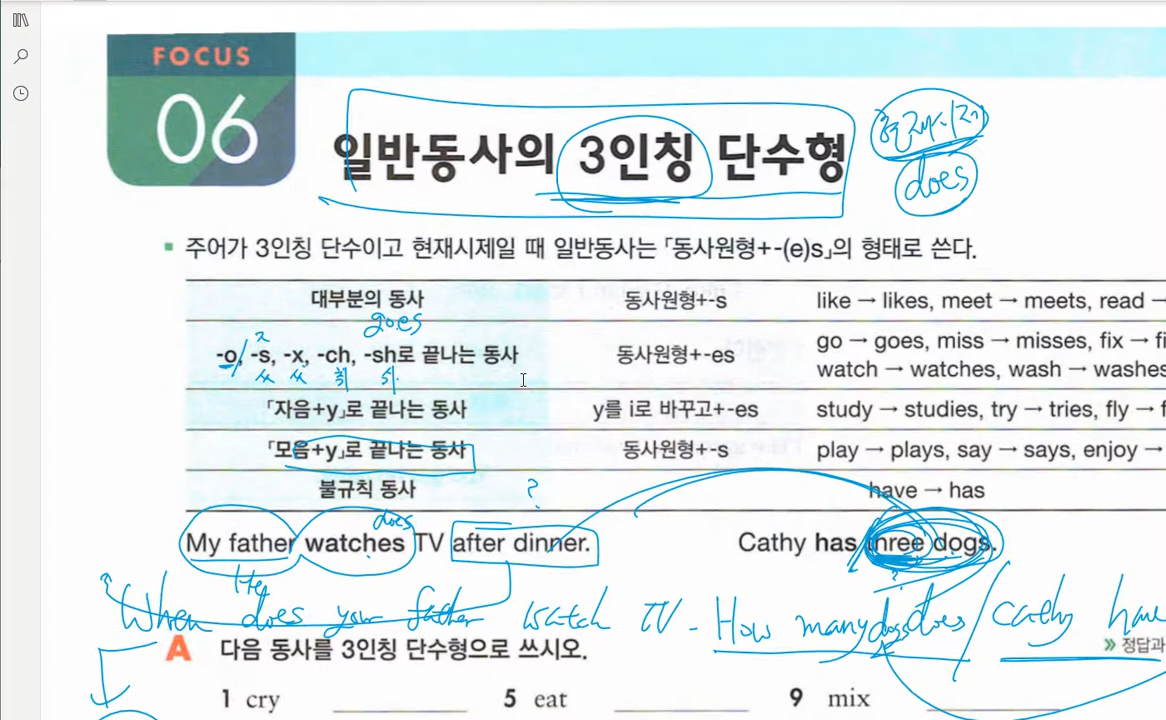 FOCUS
06
일반동사의 3인칭 단수형
현재시제
does
주어가 3인칭 단수이고 현재시제일 때 일반동사는 「동사원형+-(e)s」의 형태로 쓴다.
대부분의 동사 동사원형+-s like → likes, meet → meets, read →
goes
-o, -s, -x, -ch, -sh로 끝나는 동사 동사원형+-es go → goes, miss → misses, fix →
watch → watches, wash → washes
「자음+y」로 끝나는 동사 y를 i로 바꾸고+-es study → studies, try → tries, fly →
「모음+y」로 끝나는 동사 동사원형+-s play → plays, say → says, enjoy →
불규칙 동사 have → has
?
does
My father watches TV after dinner. Cathy has three dogs.
He
When does your father watch TV. How many dogs does / Cathy have
A 다음 동사를 3인칭 단수형으로 쓰시오. 정답과
1 cry 5 eat 9 mix